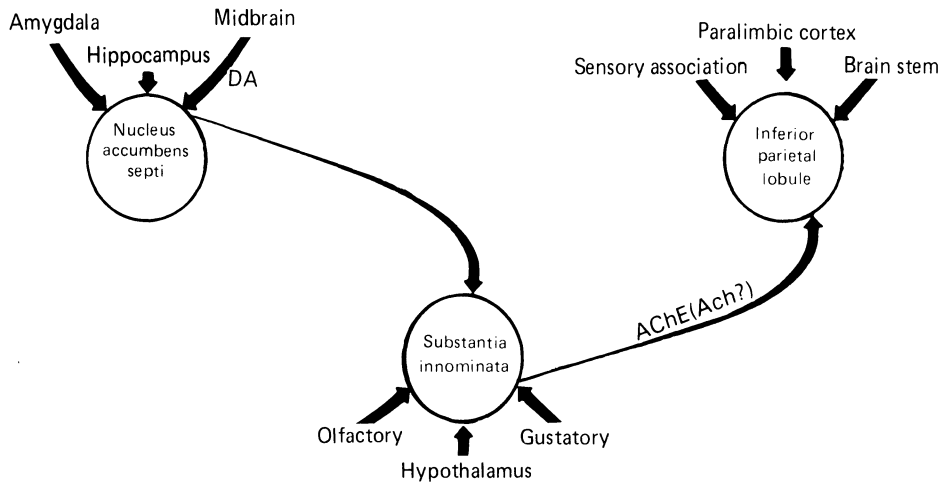 Amygdala
Midbrain
Hippocampus
DA
Nucleus
accumbens
septi
Paralimbic cortex
Sensory association
Brain stem
Inferior
parietal
lobule
AChE(Ach?)
Substantia
innominata
Olfactory
Gustatory
Hypothalamus